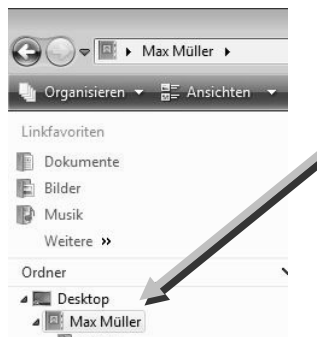 Max Müller
Organisieren Ansichten
Linkfavoriten
Dokumente
Bilder
Musik
Weitere »
Ordner
Desktop
Max Müller